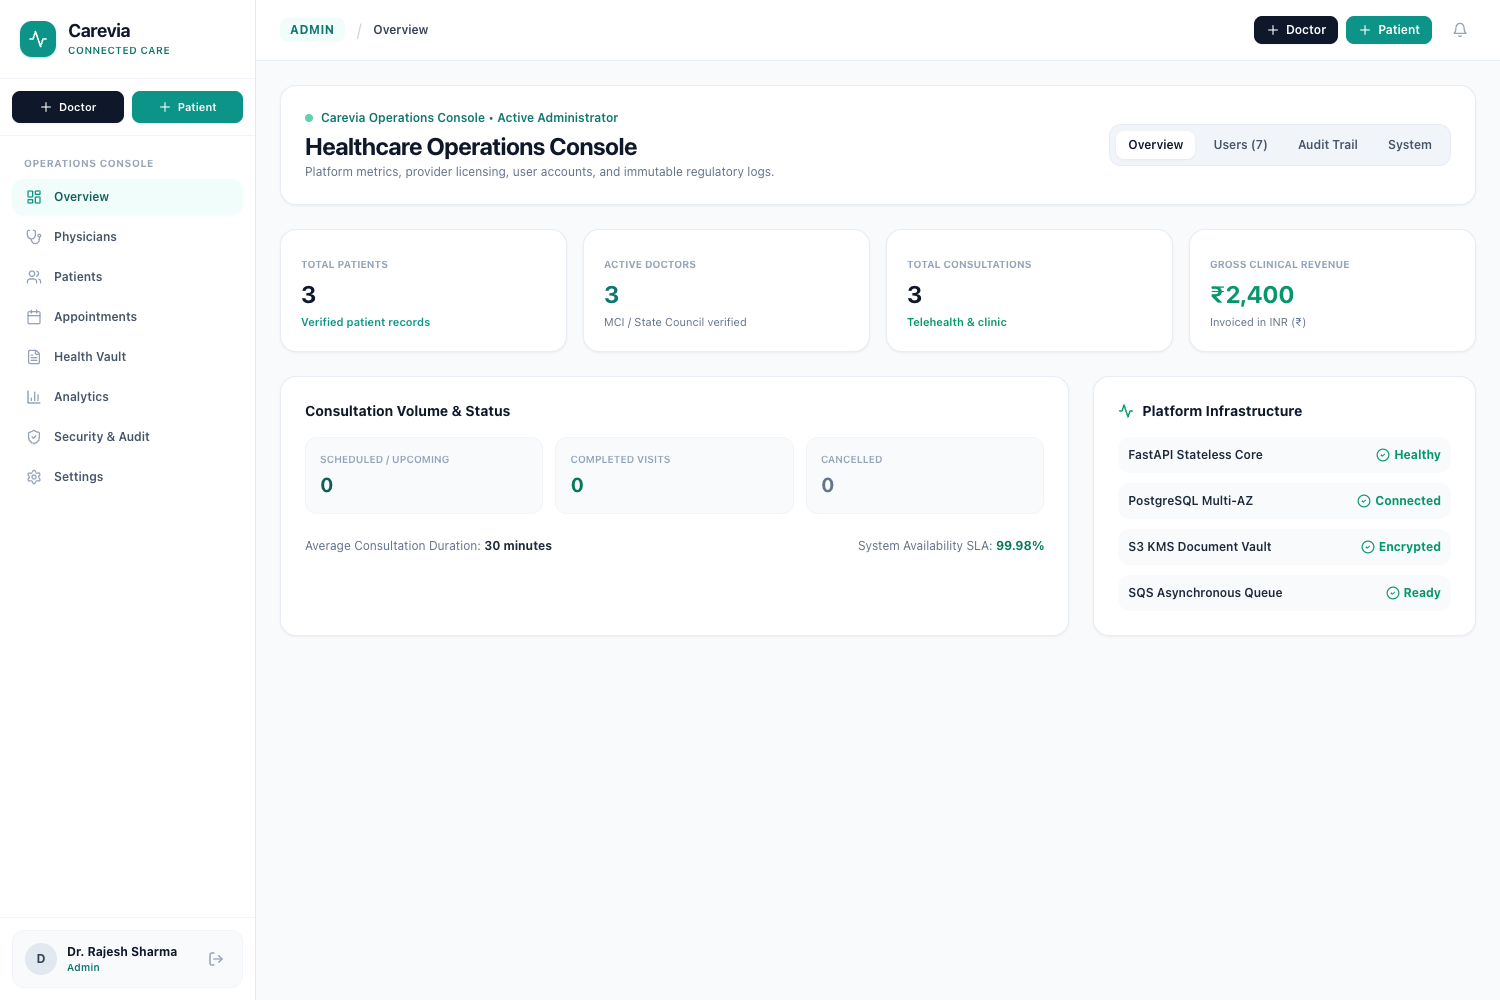 Carevia
CONNECTED CARE
Doctor
Patient
OPERATIONS CONSOLE
Overview
Physicians
Patients
Appointments
Health Vault
Analytics
Security & Audit
Settings
D
Dr. Rajesh Sharma
Admin
ADMIN / Overview
Doctor
Patient
Carevia Operations Console • Active Administrator
Healthcare Operations Console
Platform metrics, provider licensing, user accounts, and immutable regulatory logs.
Overview
Users (7)
Audit Trail
System
TOTAL PATIENTS
3
Verified patient records
ACTIVE DOCTORS
3
MCI / State Council verified
TOTAL CONSULTATIONS
3
Telehealth & clinic
GROSS CLINICAL REVENUE
₹2,400
Invoiced in INR (₹)
Consultation Volume & Status
SCHEDULED / UPCOMING
0
COMPLETED VISITS
0
CANCELLED
0
Average Consultation Duration: 30 minutes
System Availability SLA: 99.98%
Platform Infrastructure
FastAPI Stateless Core
Healthy
PostgreSQL Multi-AZ
Connected
S3 KMS Document Vault
Encrypted
SQS Asynchronous Queue
Ready